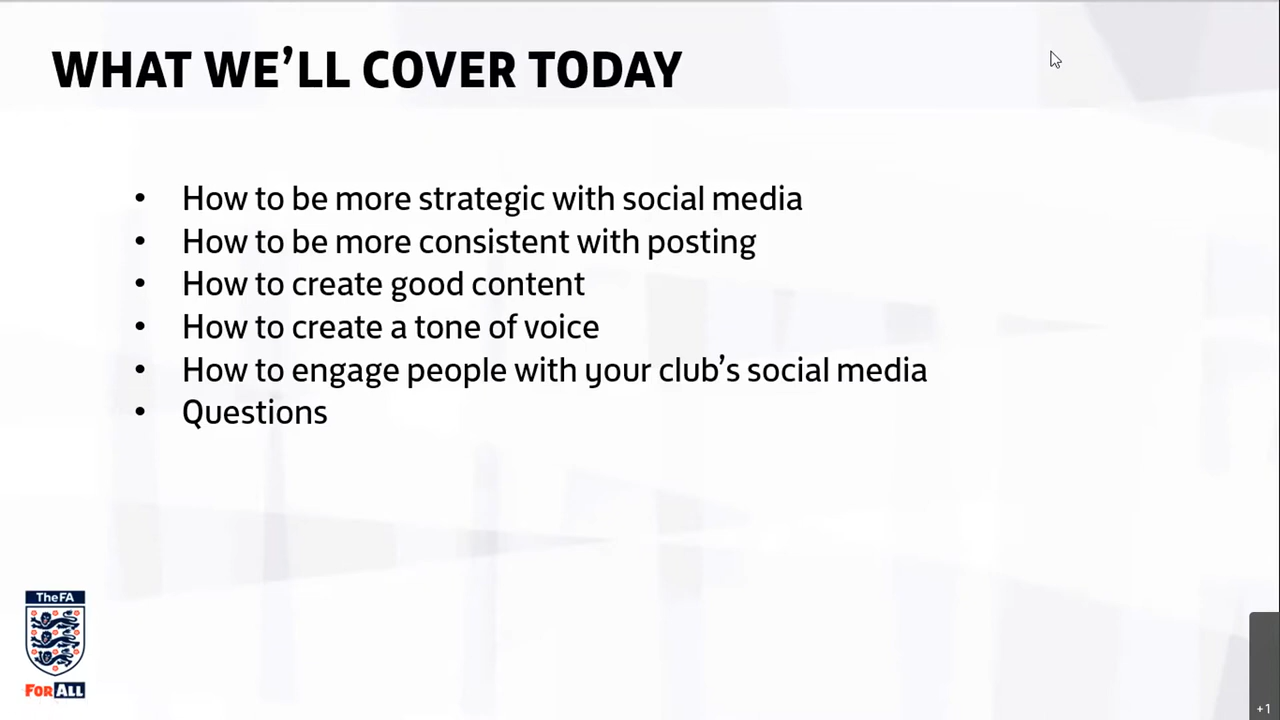 WHAT WE’LL COVER TODAY
• How to be more strategic with social media
• How to be more consistent with posting
• How to create good content
• How to create a tone of voice
• How to engage people with your club’s social media
• Questions
The FA
FOR ALL
+1